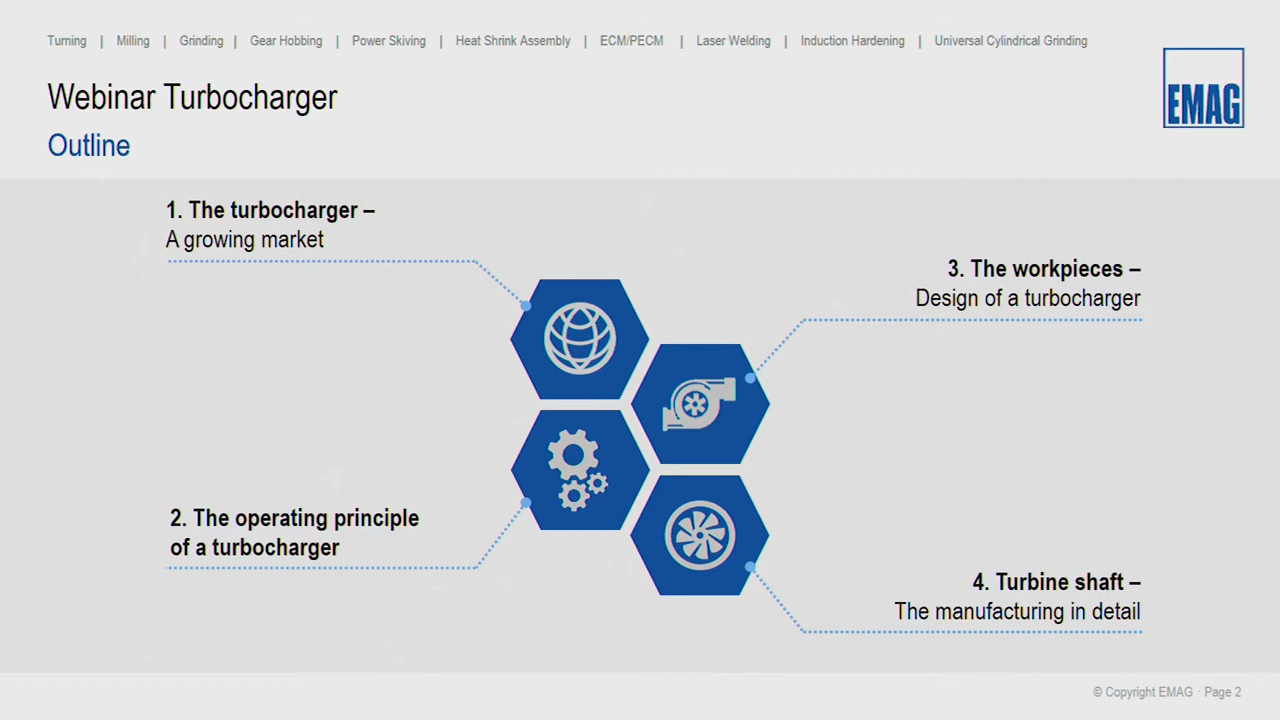 Turning | Milling | Grinding | Gear Hobbing | Power Skiving | Heat Shrink Assembly | ECM/PECM | Laser Welding | Induction Hardening | Universal Cylindrical Grinding
Webinar Turbocharger
Outline
EMAG
1. The turbocharger –
A growing market
2. The operating principle
of a turbocharger
3. The workpieces –
Design of a turbocharger
4. Turbine shaft –
The manufacturing in detail
© Copyright EMAG · Page 2